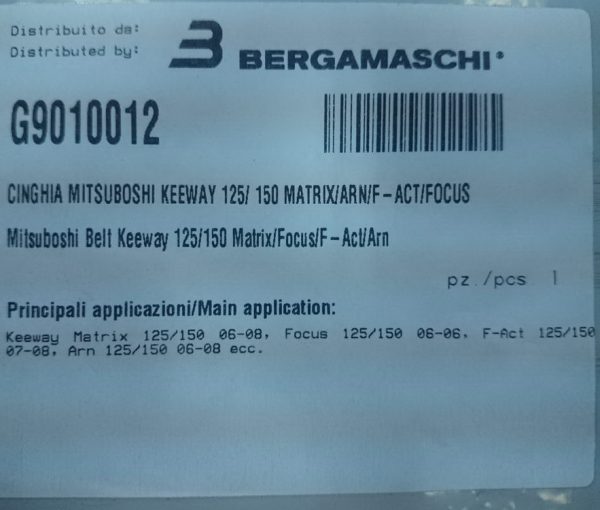 Distribuito da:
Distributed by:
BERGAMASCHI
G9010012
CINGHIA MITSUBOSHI KEEWAY 125/ 150 MATRIX/ARN/F-ACT/FOCUS
Mitsuboshi Belt Keeway 125/150 Matrix/Focus/F-Act/Arn
pz./pcs 1
Principali applicazioni/Main application:
Keeway Matrix 125/150 06-08, Focus 125/150 06-06, F-Act 125/150
07-08, Arn 125/150 06-08 ecc.